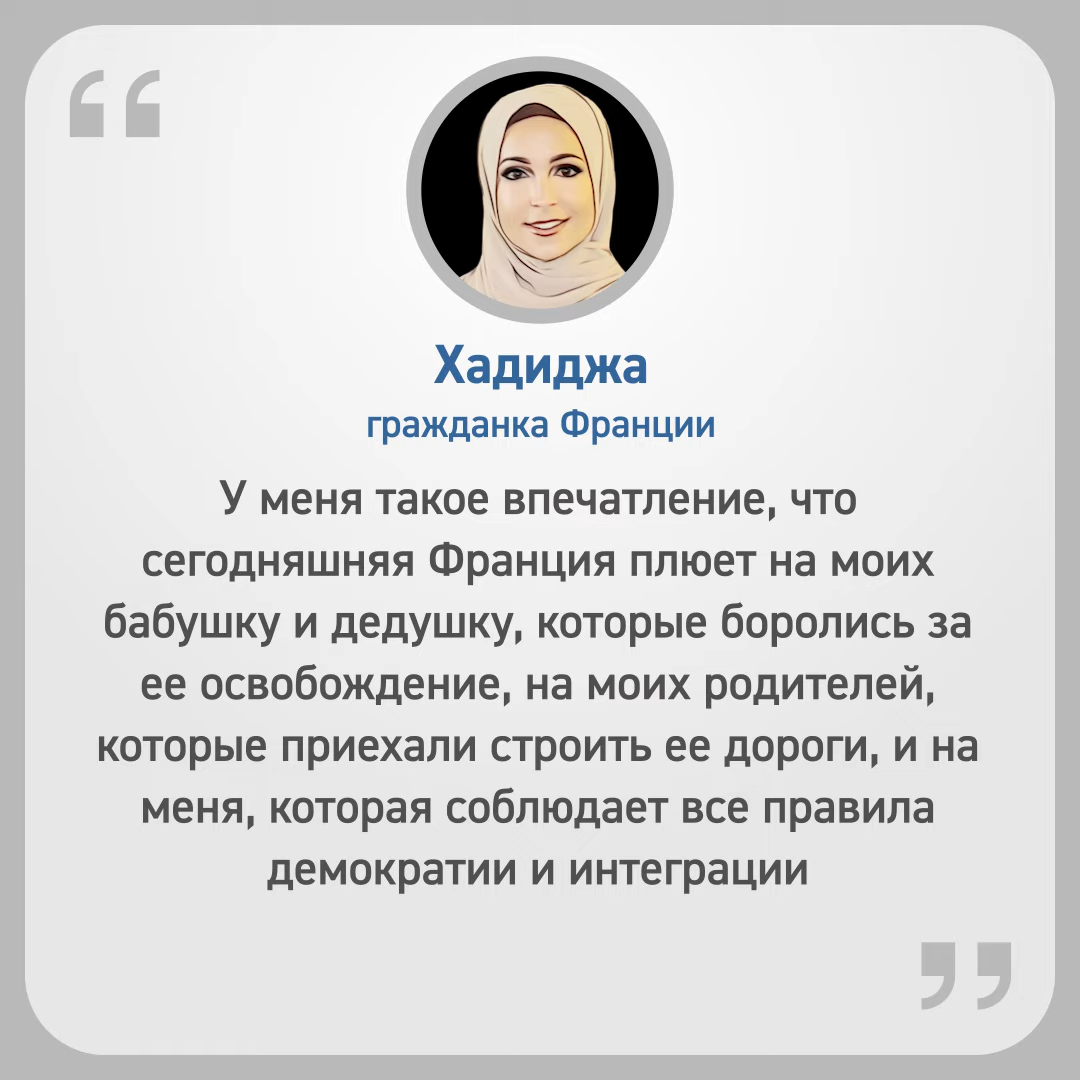 Хадиджа
гражданка Франции
У меня такое впечатление, что
сегодняшняя Франция плюет на моих
бабушку и дедушку, которые боролись за
ее освобождение, на моих родителей,
которые приехали строить ее дороги, и на
меня, которая соблюдает все правила
демократии и интеграции